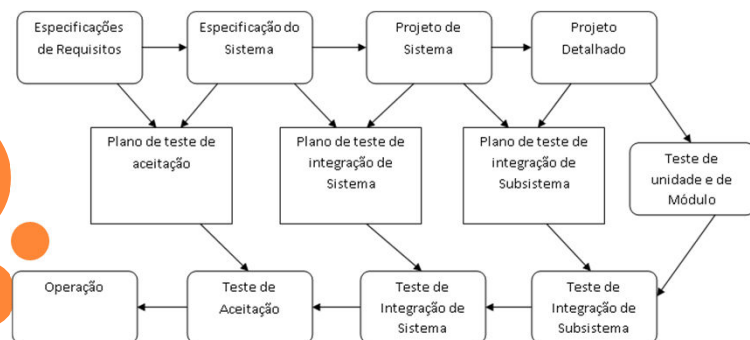 Especificações
de Requisitos
Especificação do
Sistema
Projeto de
Sistema
Projeto
Detalhado
Plano de teste de
aceitação
Plano de teste de
integração de
Sistema
Plano de teste de
integração de
Subsistema
Teste de
unidade e de
Módulo
Operação
Teste de
Aceitação
Teste de
Integração de
Sistema
Teste de
Integração de
Subsistema